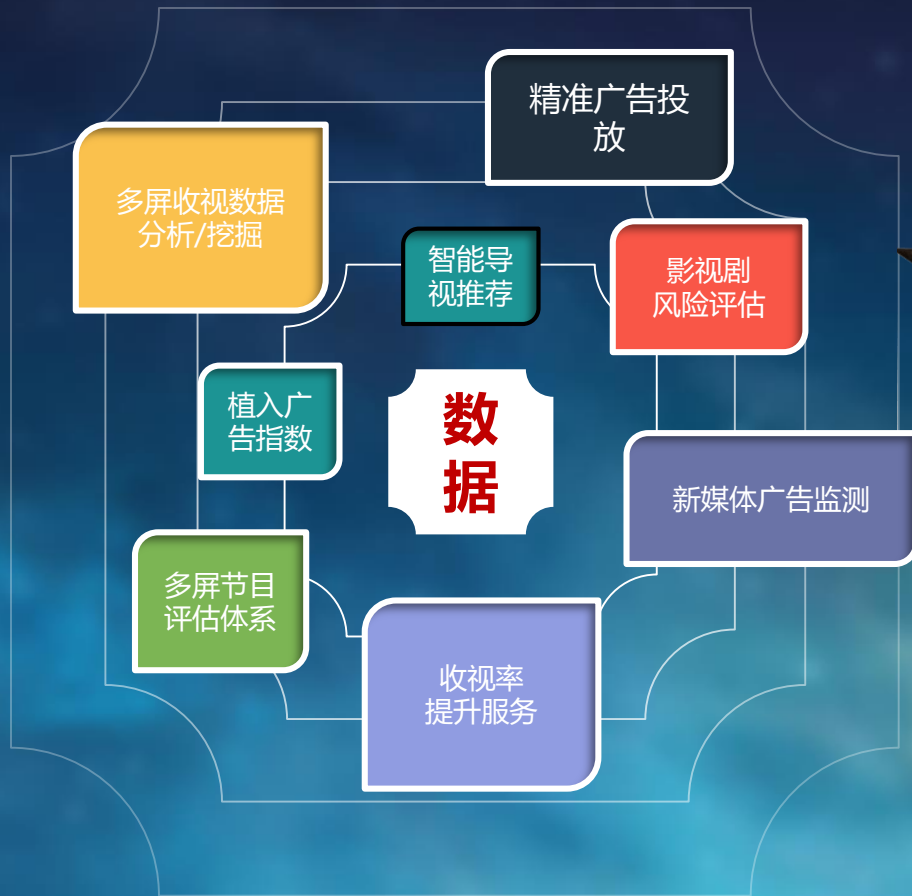 精准广告投
放
多屏收视数据
分析/挖掘
智能导
视推荐
影视剧
风险评估
植入广
告指数
数
据
新媒体广告监测
多屏节目
评估体系
收视率
提升服务